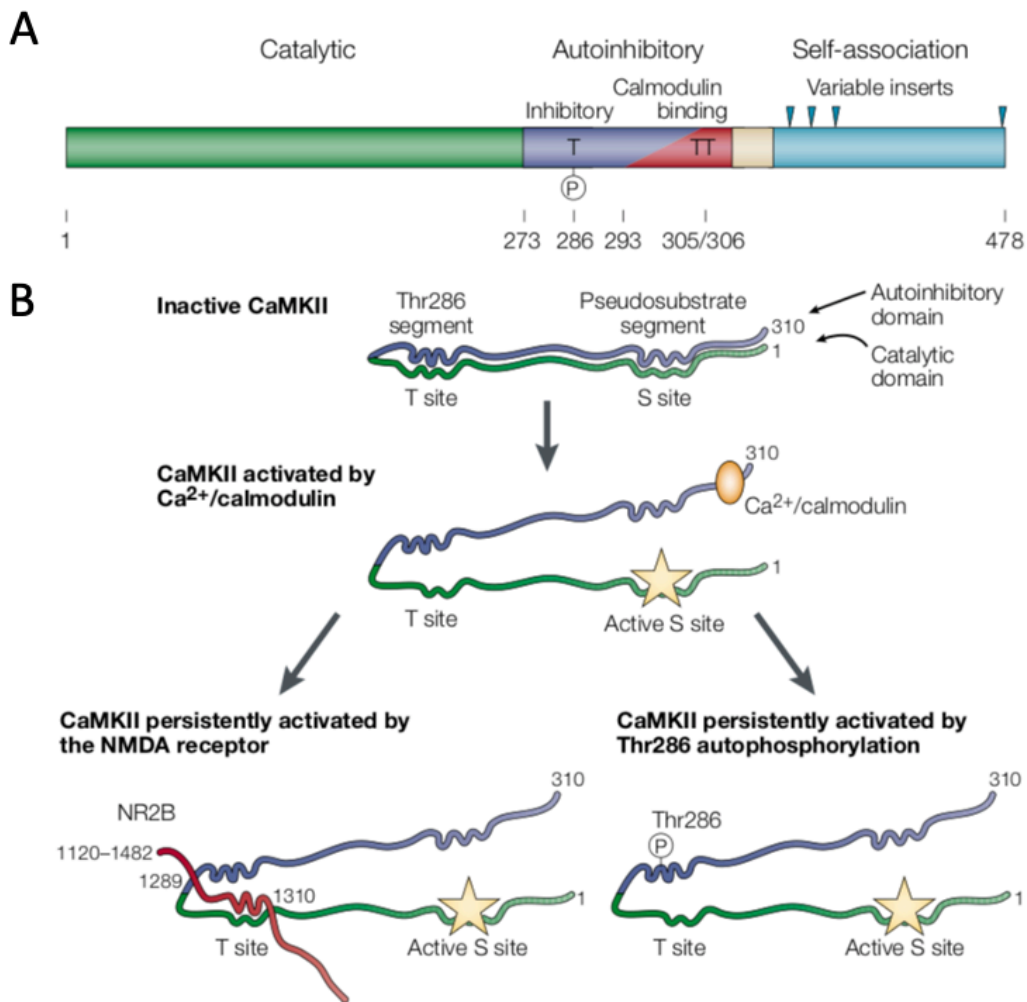 A
Catalytic
Autoinhibitory
Self-association
Inhibitory
Calmodulin
binding
Variable inserts
T
TT
P
1
273
286
293
305/306
478
B
Inactive CaMKII
Thr286
segment
Pseudosubstrate
segment
310
1
Autoinhibitory
domain
Catalytic
domain
T site
S site
CaMKII activated by
Ca2+/calmodulin
310
Ca2+/calmodulin
1
T site
Active S site
CaMKII persistently activated by
the NMDA receptor
NR2B
1120–1482
1289
1310
310
1
T site
Active S site
CaMKII persistently activated by
Thr286 autophosphorylation
Thr286
P
310
1
T site
Active S site